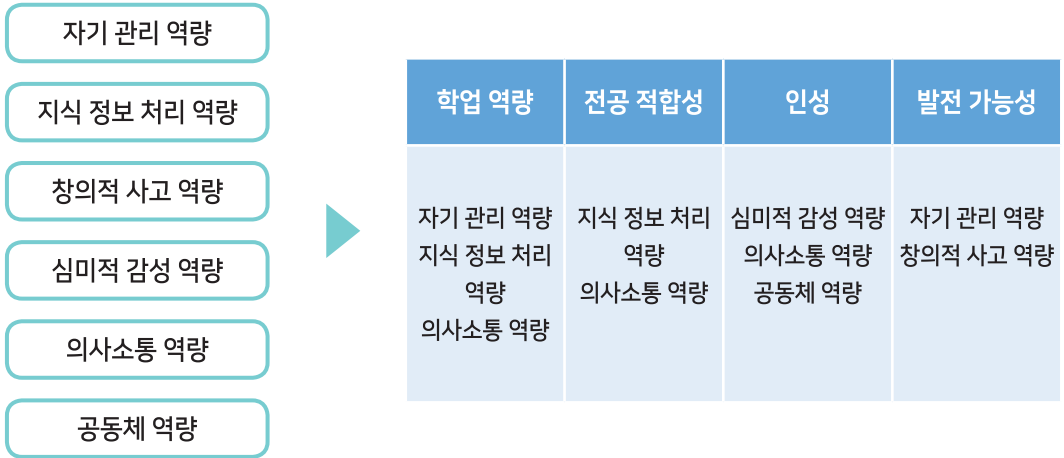 자기 관리 역량
지식 정보 처리 역량
창의적 사고 역량
심미적 감성 역량
의사소통 역량
공동체 역량
학업 역량
전공 적합성
인성
발전 가능성
자기 관리 역량
지식 정보 처리
역량
의사소통 역량
지식 정보 처리
역량
의사소통 역량
심미적 감성 역량
의사소통 역량
공동체 역량
자기 관리 역량
창의적 사고 역량